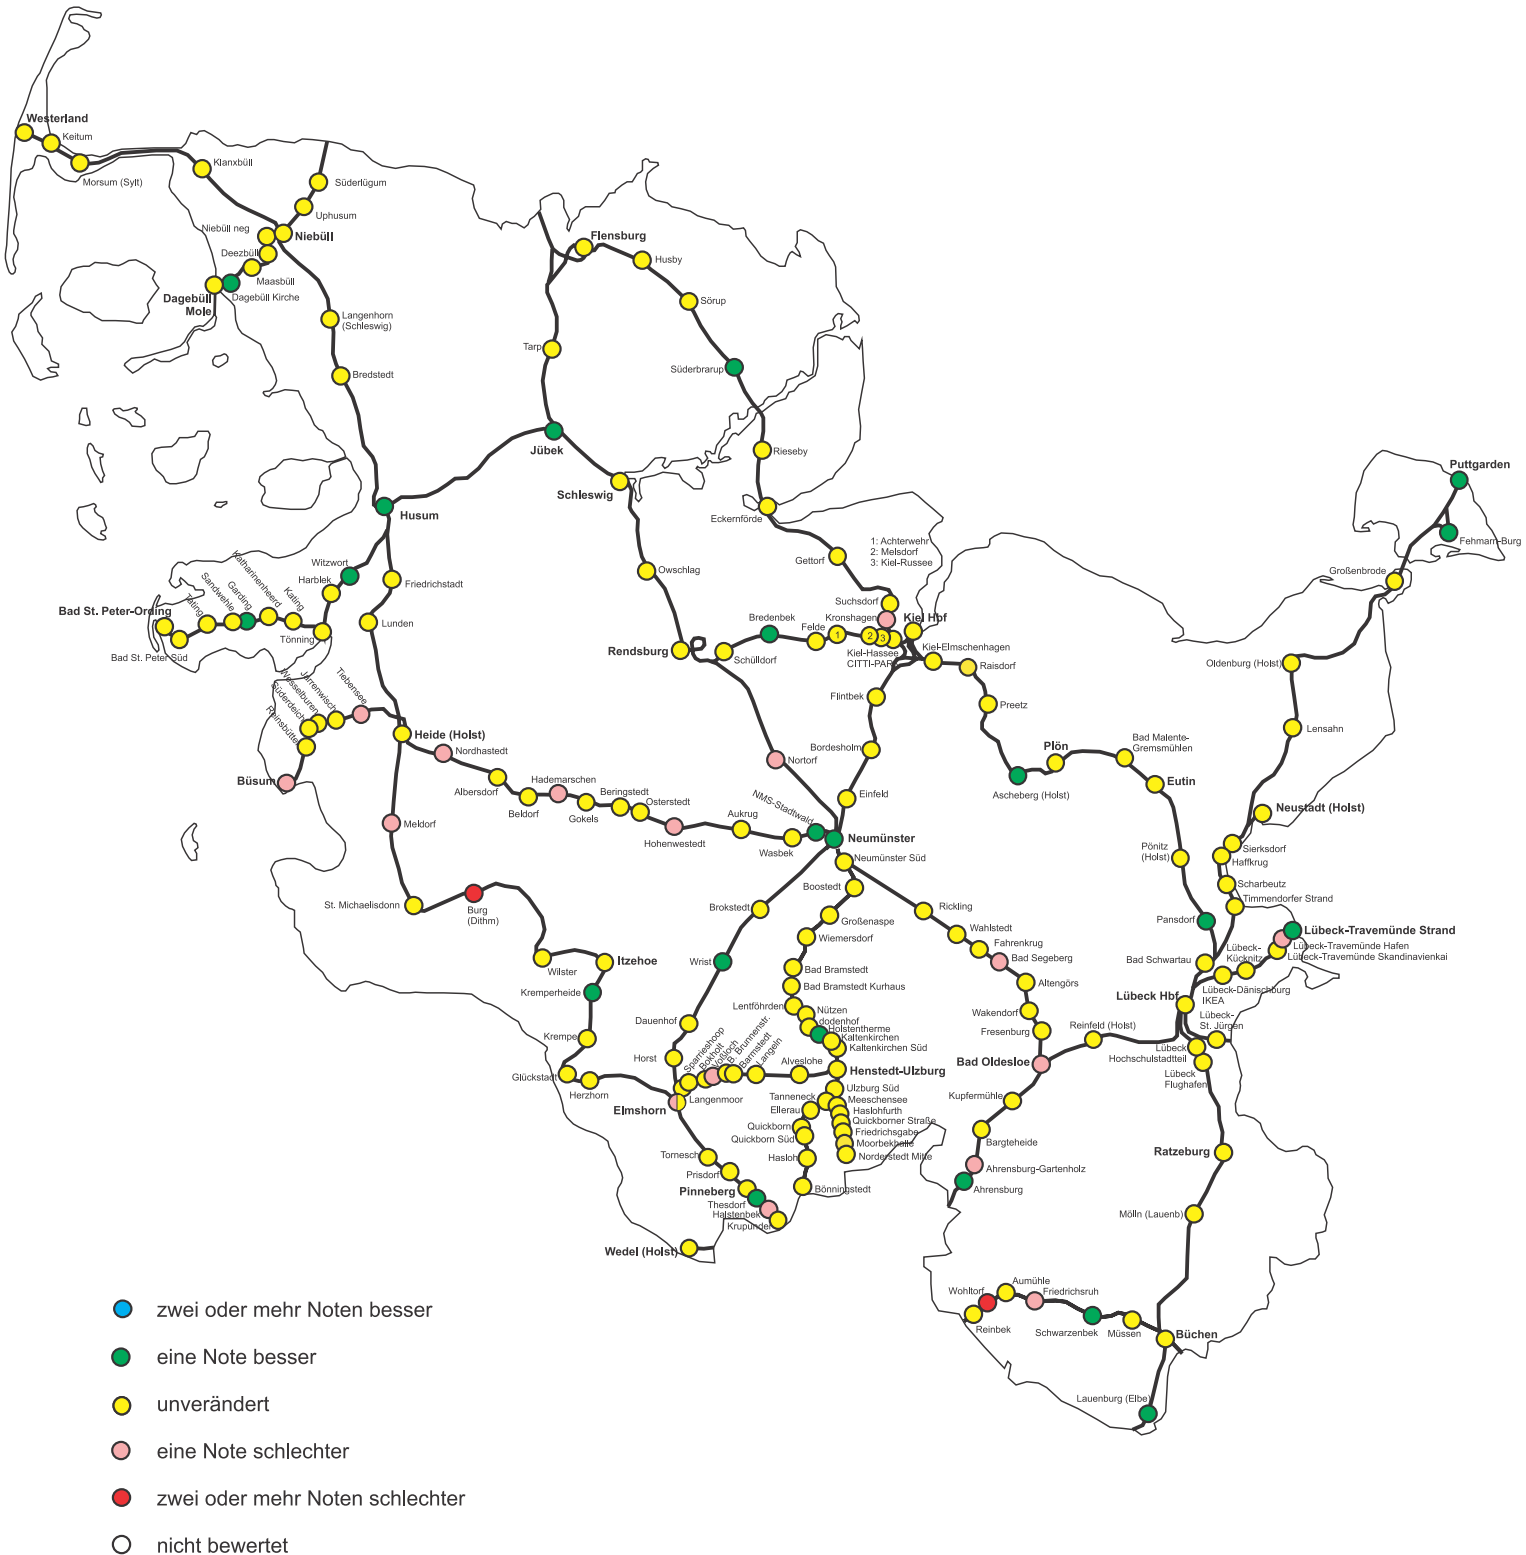 Westerland
Keitum
Morsum (Sylt)
Klanxbüll
Süderlügum
Uphusum
Niebüll neg
Niebüll
Deezbüll
Maasbüll
Dagebüll Kirche
Dagebüll
Mole
Langenhorn
(Schleswig)
Bredstedt
Flensburg
Husby
Sörup
Süderbrarup
Tarp
Jübek
Schleswig
Rieseby
Eckernförde
Gettorf
Husum
Owschlag
1: Achterwehr
2: Melsdorf
3: Kiel-Russee
Puttgarden
Fehmarn-Burg
Großenbrode
Witzwort
Harblek
Friedrichstadt
Katharinenheerd
Sandwehle
Garding
Kating
Tating
Bad St. Peter-Ording
Bad St. Peter Süd
Tönning
Lunden
Suchsdorf
Kronshagen
Kiel Hbf
Bredenbek
Felde
1
2
3
Kiel-Hassee
CITTI-PARK
Kiel-Elmschenhagen
Raisdorf
Rendsburg
Schülldorf
Preetz
Oldenburg (Holst)
Flintbek
Tiebensee
Jarrenwisch
Wesselburen
Süderdeich
Reinsbüttel
Büsum
Heide (Holst)
Nordhastedt
Albersdorf
Beldorf
Hademarschen
Gokels
Beringstedt
Osterstedt
Hohenwestedt
Aukrug
Wasbek
NMS-Stadtwald
Nortorf
Bordesholm
Einfeld
Neumünster
Neumünster Süd
Plön
Ascheberg (Holst)
Bad Malente-
Gremsmühlen
Eutin
Lensahn
Neustadt (Holst)
Sierksdorf
Haffkrug
Scharbeutz
Timmendorfer Strand
Pönitz
(Holst)
Pansdorf
Bad Schwartau
Meldorf
St. Michaelisdonn
Burg
(Dithm)
Wilster
Itzehoe
Kremperheide
Krempe
Glückstadt
Herzhorn
Boostedt
Großenaspe
Wiemersdorf
Bad Bramstedt
Bad Bramstedt Kurhaus
Lentföhrden
Nützen
dodenhof
Holstentherme
Kaltenkirchen
Kaltenkirchen Süd
Brokstedt
Wrist
Dauenhof
Horst
Elmshorn
Langenmoor
Sparrieshoop
Bokholt
Voßloch
B. Brunnenstr.
Barmstedt
Langeln
Alveslohe
Henstedt-Ulzburg
Ulzburg Süd
Meeschensee
Haslohfurth
Quickborner Straße
Friedrichsgabe
Moorbekhalle
Norderstedt Mitte
Tanneneck
Ellerau
Quickborn
Quickborn Süd
Hasloh
Bönningstedt
Tornesch
Prisdorf
Pinneberg
Thesdorf
Halstenbek
Krupunder
Wedel (Holst)
Rickling
Wahlstedt
Fahrenkrug
Bad Segeberg
Altengörs
Wakendorf
Fresenburg
Bad Oldesloe
Reinfeld (Holst)
Kupfermühle
Bargteheide
Ahrensburg-Gartenholz
Ahrensburg
Lübeck-Travemünde Strand
Lübeck-Travemünde Hafen
Lübeck-Travemünde Skandinavienkai
Lübeck-
Kücknitz
Lübeck-Dänischburg
IKEA
Lübeck Hbf
Lübeck-
St. Jürgen
Lübeck
Hochschulstadtteil
Lübeck
Flughafen
Ratzeburg
Mölln (Lauenb)
Wohltorf
Aumühle
Friedrichsruh
Reinbek
Schwarzenbek
Müssen
Büchen
Lauenburg (Elbe)
zwei oder mehr Noten besser
eine Note besser
unverändert
eine Note schlechter
zwei oder mehr Noten schlechter
nicht bewertet